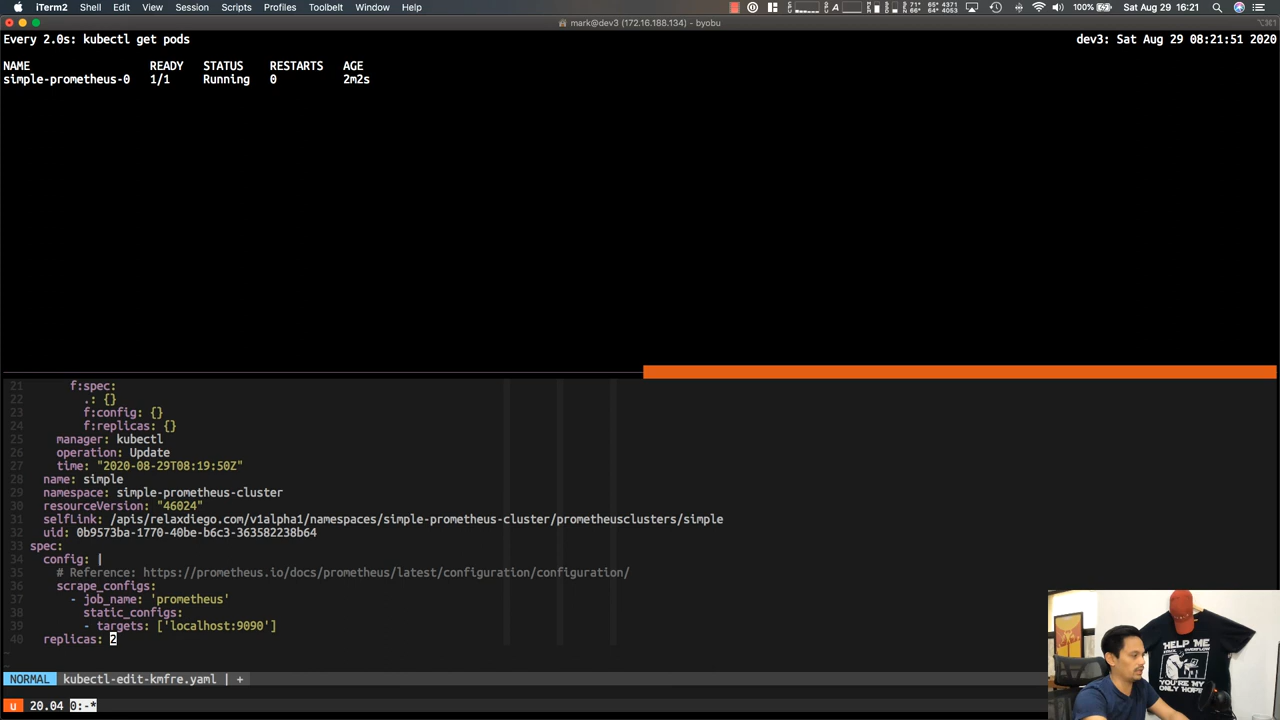 iTerm2 Shell Edit View Session Scripts Profiles Toolbelt Window Help 100% Sat Aug 29 16:21
mark@dev3 (172.16.188.134) — byobu
Every 2.0s: kubectl get pods dev3: Sat Aug 29 08:21:51 2020
NAME READY STATUS RESTARTS AGE
simple-prometheus-0 1/1 Running 0 2m2s
21 f:spec:
22 .: {}
23 f:config: {}
24 f:replicas: {}
25 manager: kubectl
26 operation: Update
27 time: "2020-08-29T08:19:50Z"
28 name: simple
29 namespace: simple-prometheus-cluster
30 resourceVersion: "46024"
31 selfLink: /apis/relaxdiego.com/v1alpha1/namespaces/simple-prometheus-cluster/prometheusclusters/simple
32 uid: 0b9573ba-1770-40be-b6c3-363582238b64
33 spec:
34 config: |
35 # Reference: https://prometheus.io/docs/prometheus/latest/configuration/configuration/
36 scrape_configs:
37 - job_name: 'prometheus'
38 static_configs:
39 - targets: ['localhost:9090']
40 replicas: 2
~
~
NORMAL kubectl-edit-kmfre.yaml | +
u 20.04 0:-*
HELP ME
YOU'RE MY
ONLY HOPE